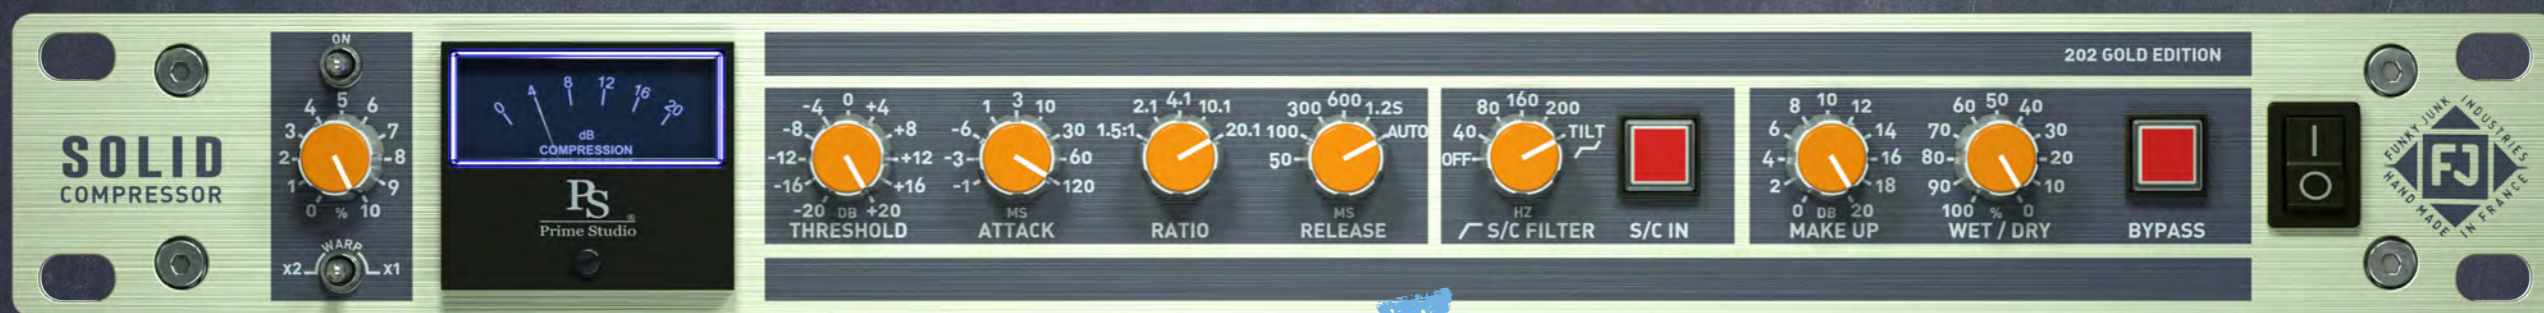 SOLID
COMPRESSOR
ON
0 1 2 3 4 5 6 7 8 9 10
%
WARP
X2 X1
0 4 8 12 16 20
dB
COMPRESSION
PS
®
Prime Studio
202 GOLD EDITION
-20 -16 -12 -8 -4 0 +4 +8 +12 +16 +20
DB
THRESHOLD
-1 -3 -6 1 3 10 30 60 120
MS
ATTACK
1.5:1 2.1 4.1 10.1 20.1
RATIO
50 100 300 600 1.2S AUTO
MS
RELEASE
OFF 40 80 160 200 TILT
HZ
S/C FILTER
S/C IN
0 2 4 6 8 10 12 14 16 18 20
DB
MAKE UP
100 90 80 70 60 50 40 30 20 10 0
%
WET / DRY
BYPASS
I
O
FUNKY JUNK INDUSTRIES
FJ
HAND MADE IN FRANCE